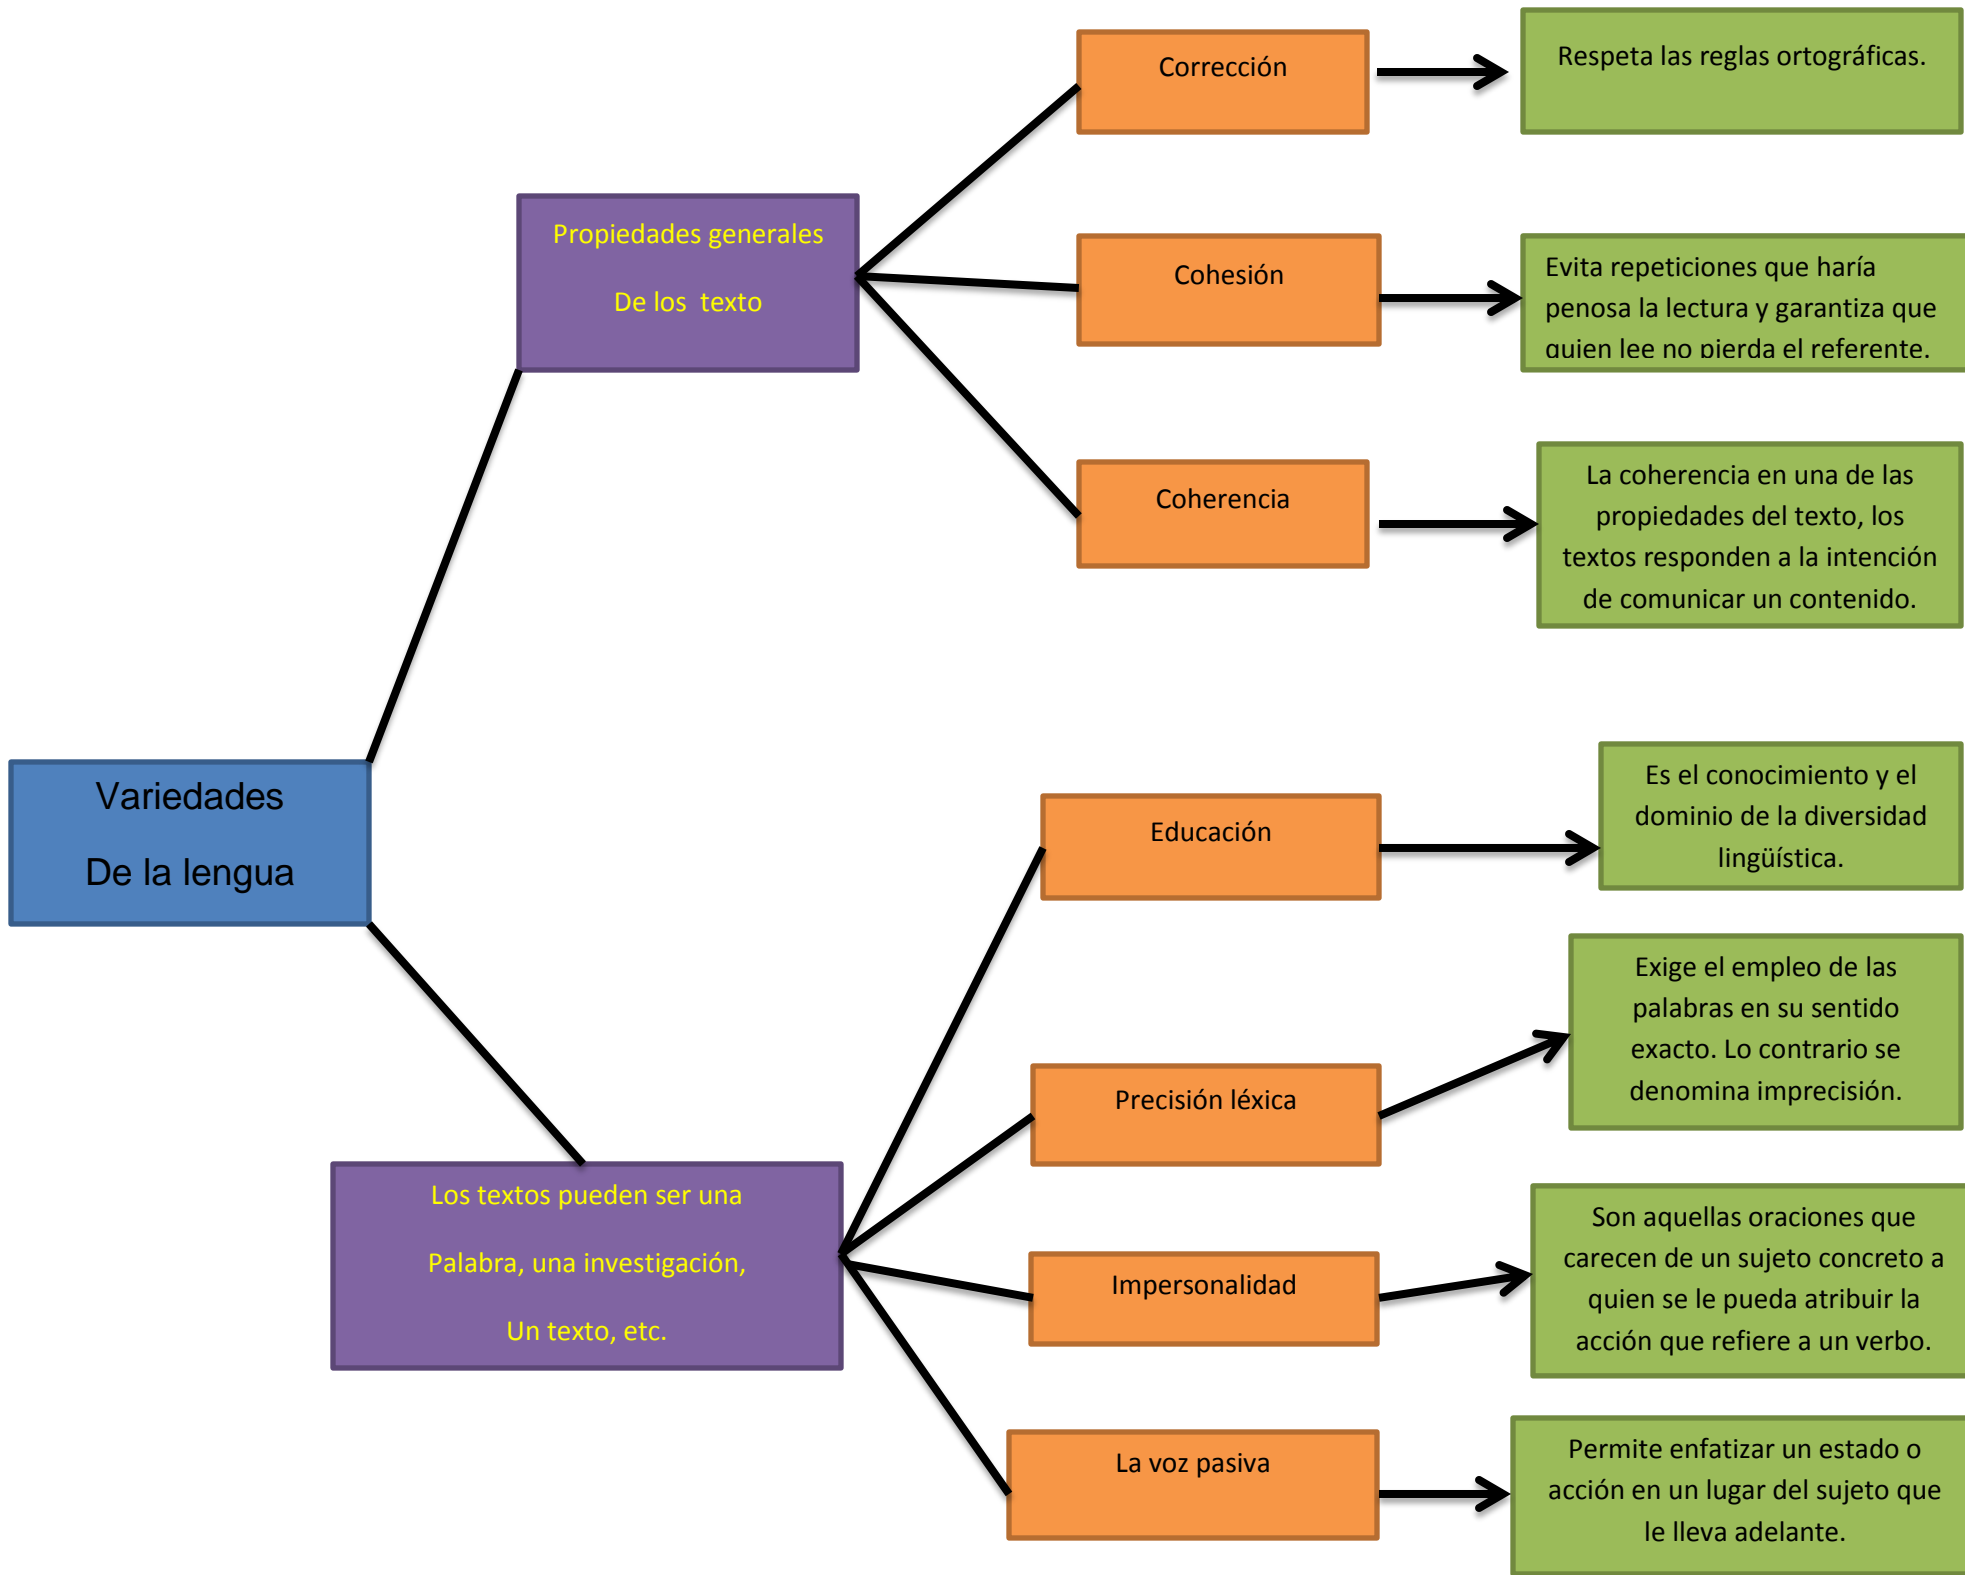 Variedades
De la lengua
Propiedades generales
De los  texto
Corrección
Respeta las reglas ortográficas.
Cohesión
Evita repeticiones que haría
penosa la lectura y garantiza que
quien lee no pierda el referente.
Coherencia
La coherencia en una de las
propiedades del texto, los
textos responden a la intención
de comunicar un contenido.
Los textos pueden ser una
Palabra, una investigación,
Un texto, etc.
Educación
Es el conocimiento y el
dominio de la diversidad
lingüística.
Precisión léxica
Exige el empleo de las
palabras en su sentido
exacto. Lo contrario se
denomina imprecisión.
Impersonalidad
Son aquellas oraciones que
carecen de un sujeto concreto a
quien se le pueda atribuir la
acción que refiere a un verbo.
La voz pasiva
Permite enfatizar un estado o
acción en un lugar del sujeto que
le lleva adelante.